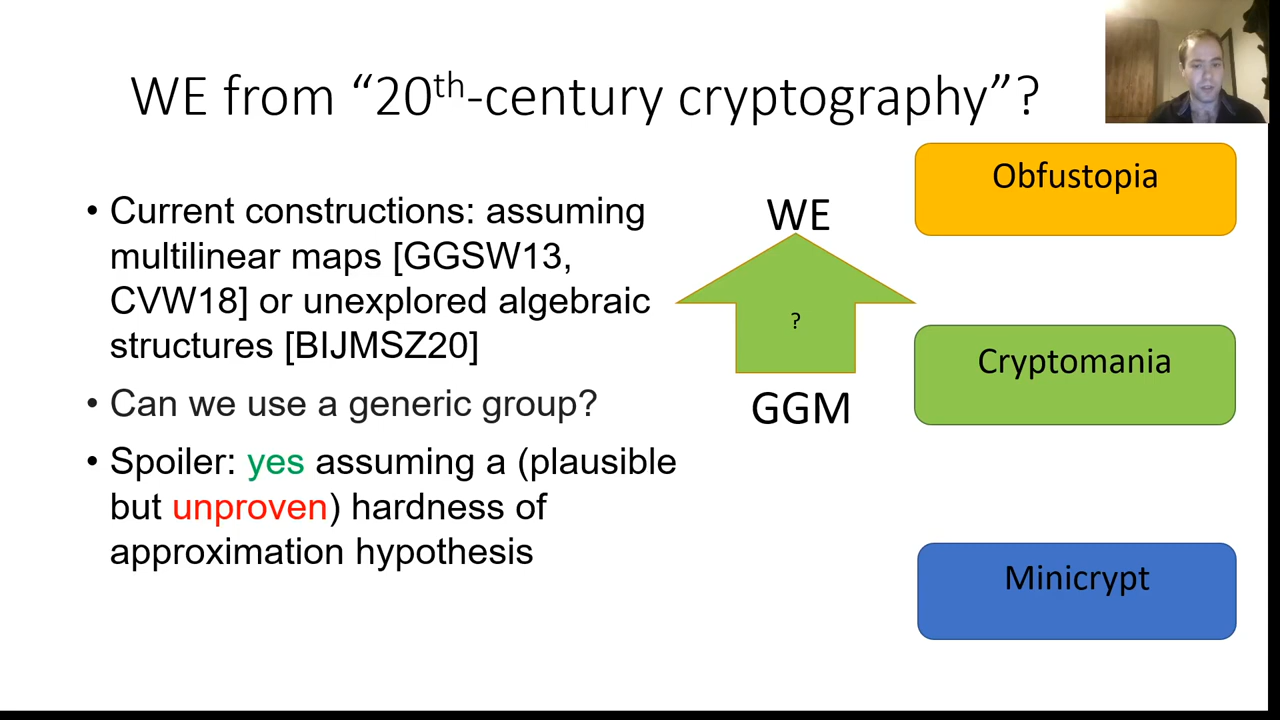 WE from “20th-century cryptography”?
• Current constructions: assuming
multilinear maps [GGSW13,
CVW18] or unexplored algebraic
structures [BIJMSZ20]
• Can we use a generic group?
• Spoiler: yes assuming a (plausible
but unproven) hardness of
approximation hypothesis
WE
?
GGM
Obfustopia
Cryptomania
Minicrypt